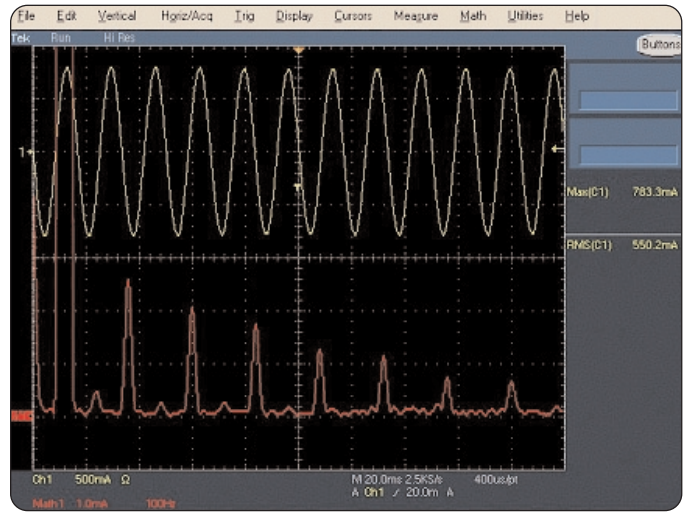 File Edit Vertical Horiz/Acq Trig Display Cursors Measure Math Utilities Help
Tek Run Hi Res
Buttons
1
Max(C1) 783.3mA
RMS(C1) 550.2mA
Ch1 500mA Ω M 20.0ms 2.5KS/s 400us/pt
A Ch1 ∕ 20.0m A
Math1 1.0mA 100Hz